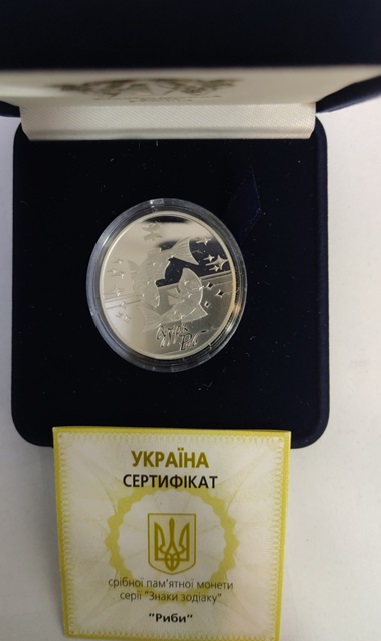 УКРАЇНА
СЕРТИФІКАТ
срібної пам'ятної монети
серії "Знаки зодіаку"
"Риби"